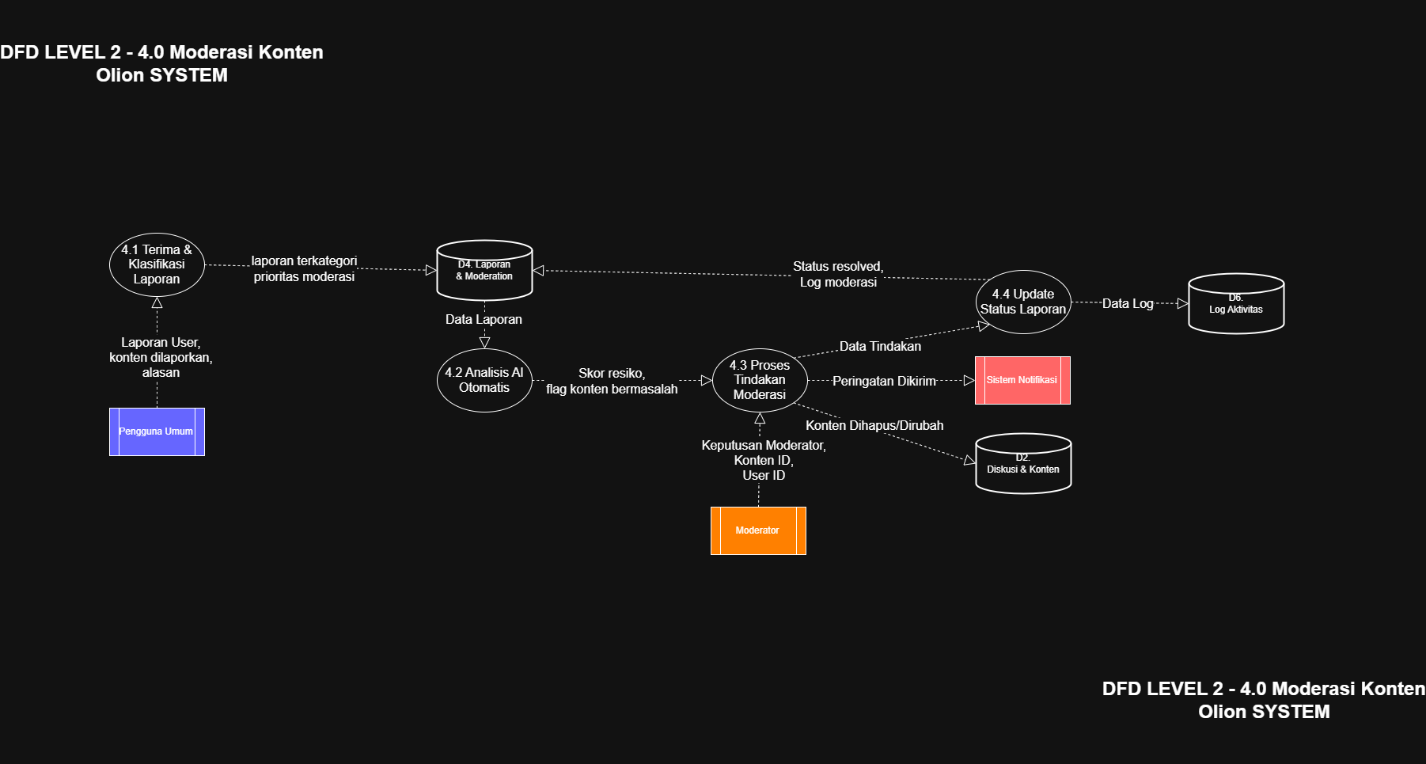 DFD LEVEL 2 - 4.0 Moderasi Konten
Olion SYSTEM
4.1 Terima &
Klasifikasi
Laporan
laporan terkategori
prioritas moderasi
D4. Laporan
& Moderation
Status resolved,
Log moderasi
4.4 Update
Status Laporan
Data Log
D6.
Log Aktivitas
Laporan User,
konten dilaporkan,
alasan
Pengguna Umum
Data Laporan
4.2 Analisis AI
Otomatis
Skor resiko,
flag konten bermasalah
4.3 Proses
Tindakan
Moderasi
Data Tindakan
Peringatan Dikirim
Sistem Notifikasi
Konten Dihapus/Dirubah
D2.
Diskusi & Konten
Keputusan Moderator,
Konten ID,
User ID
Moderator
DFD LEVEL 2 - 4.0 Moderasi Konten
Olion SYSTEM